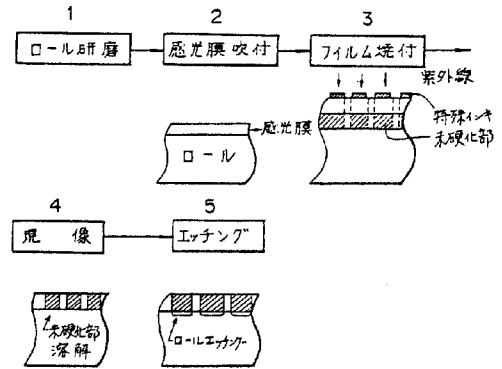 1
ロール研磨
2
感光膜吹付
3
フイルム焼付
紫外線
感光膜
ロール
特殊インキ
未硬化部
4
現像
5
エッチング
未硬化部
溶解
ロールエッチング